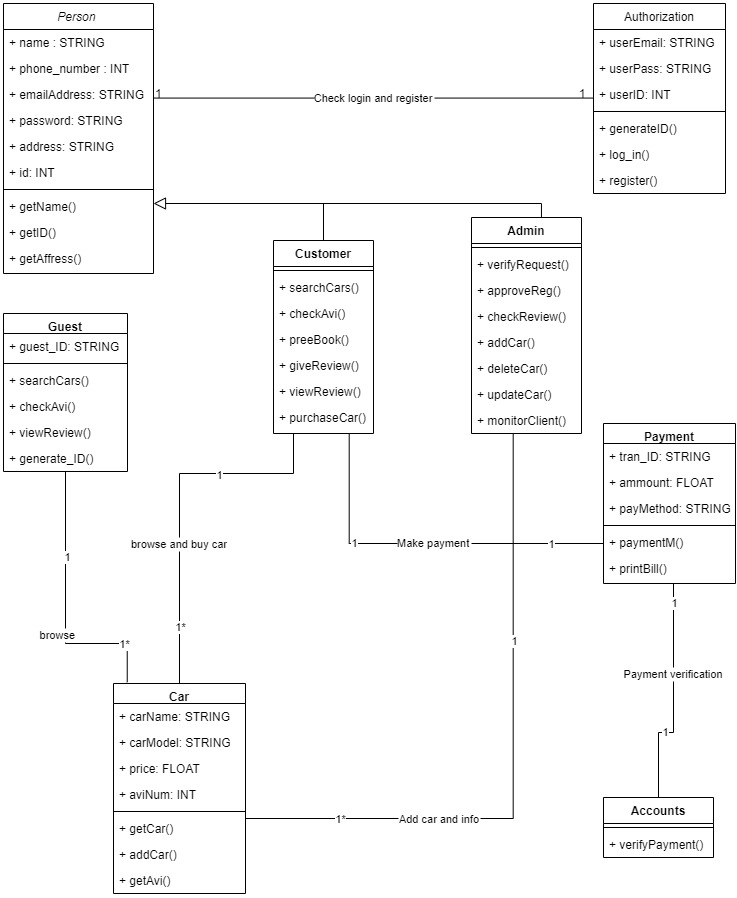 Person
+ name : STRING
+ phone_number : INT
+ emailAddress: STRING
+ password: STRING
+ address: STRING
+ id: INT
+ getName()
+ getID()
+ getAffress()
Authorization
+ userEmail: STRING
+ userPass: STRING
+ userID: INT
+ generateID()
+ log_in()
+ register()
1
Check login and register
1
Customer
+ searchCars()
+ checkAvi()
+ preeBook()
+ giveReview()
+ viewReview()
+ purchaseCar()
Admin
+ verifyRequest()
+ approveReg()
+ checkReview()
+ addCar()
+ deleteCar()
+ updateCar()
+ monitorClient()
Guest
+ guest_ID: STRING
+ searchCars()
+ checkAvi()
+ viewReview()
+ generate_ID()
Payment
+ tran_ID: STRING
+ ammount: FLOAT
+ payMethod: STRING
+ paymentM()
+ printBill()
1
browse and buy car
1*
1
Make payment
1
1
browse
1*
1
Payment verification
1
1
1*
Add car and info
Car
+ carName: STRING
+ carModel: STRING
+ price: FLOAT
+ aviNum: INT
+ getCar()
+ addCar()
+ getAvi()
Accounts
+ verifyPayment()